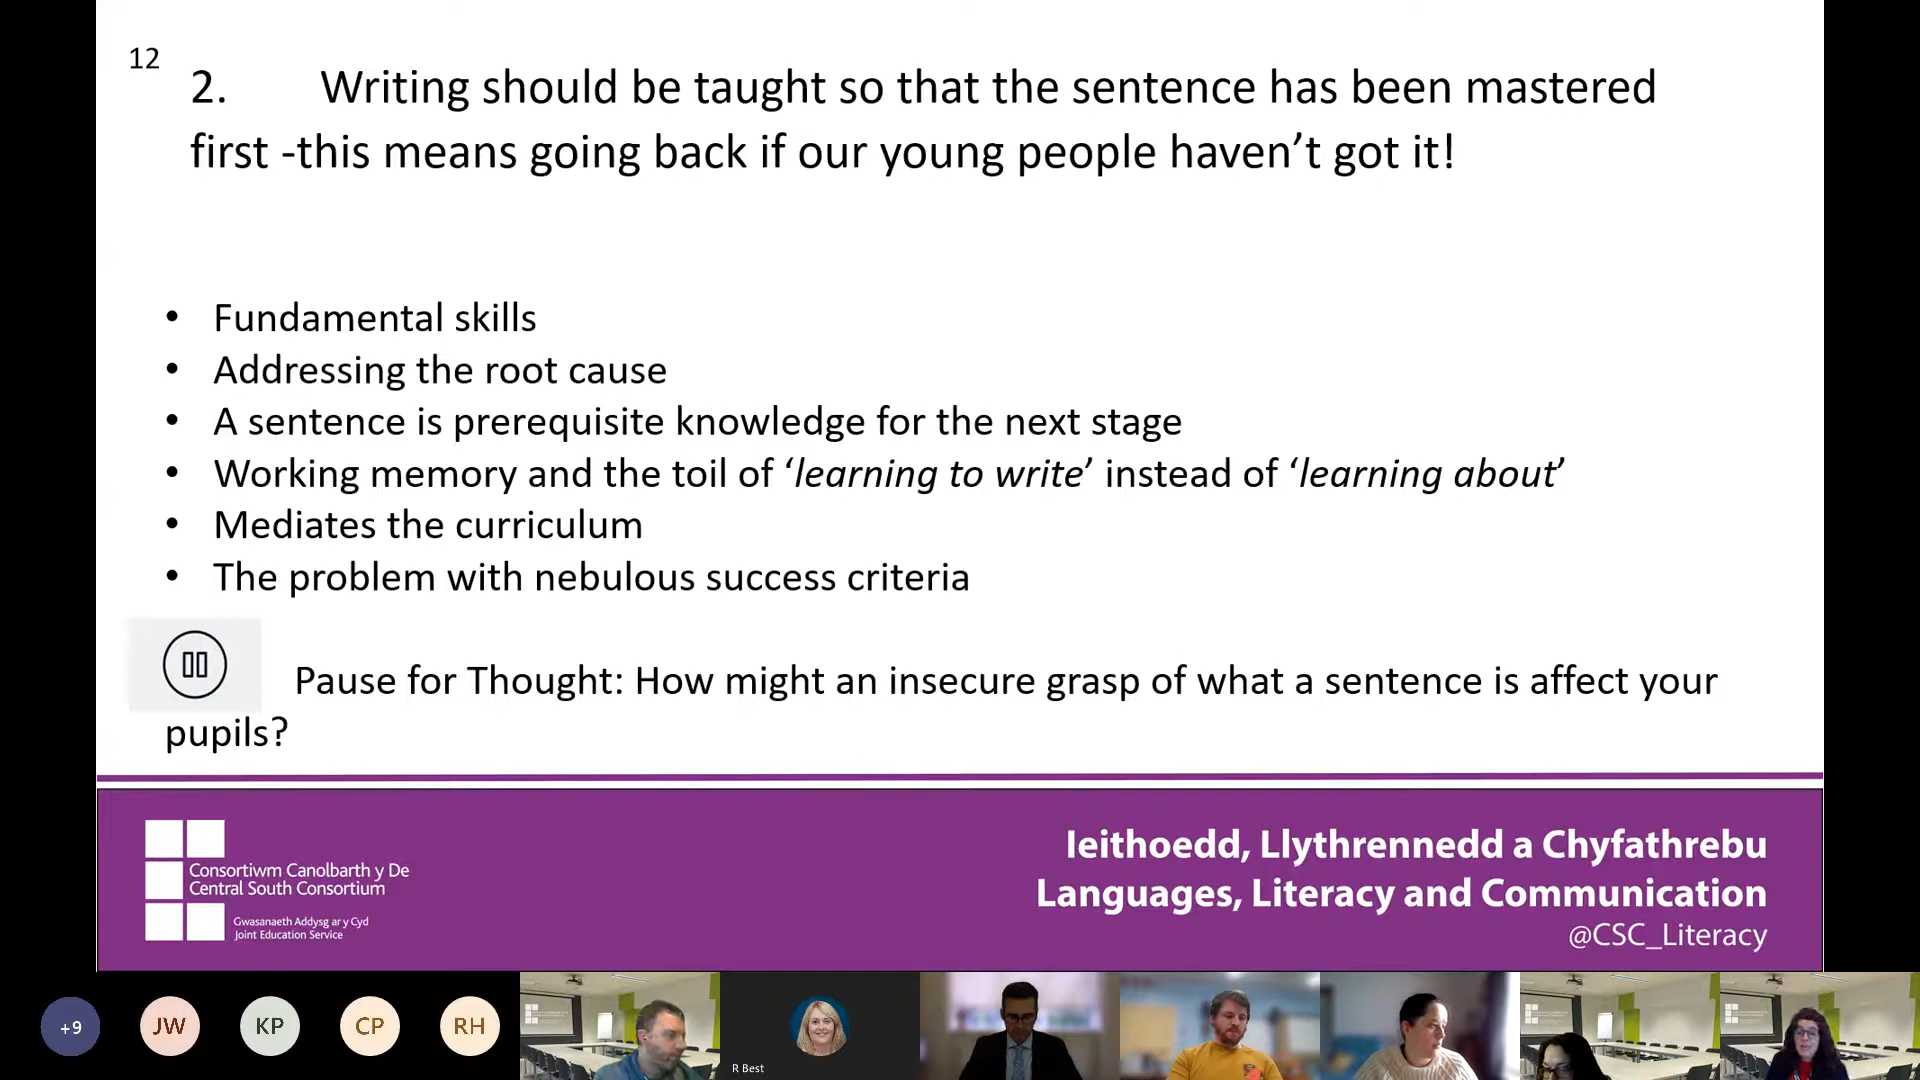 12
2. Writing should be taught so that the sentence has been mastered
first -this means going back if our young people haven’t got it!
• Fundamental skills
• Addressing the root cause
• A sentence is prerequisite knowledge for the next stage
• Working memory and the toil of ‘learning to write’ instead of ‘learning about’
• Mediates the curriculum
• The problem with nebulous success criteria
Pause for Thought: How might an insecure grasp of what a sentence is affect your
pupils?
Consortiwm Canolbarth y De
Central South Consortium
Gwasanaeth Addysg ar y Cyd
Joint Education Service
Ieithoedd, Llythrennedd a Chyfathrebu
Languages, Literacy and Communication
@CSC_Literacy
+9
JW
KP
CP
RH
R Best